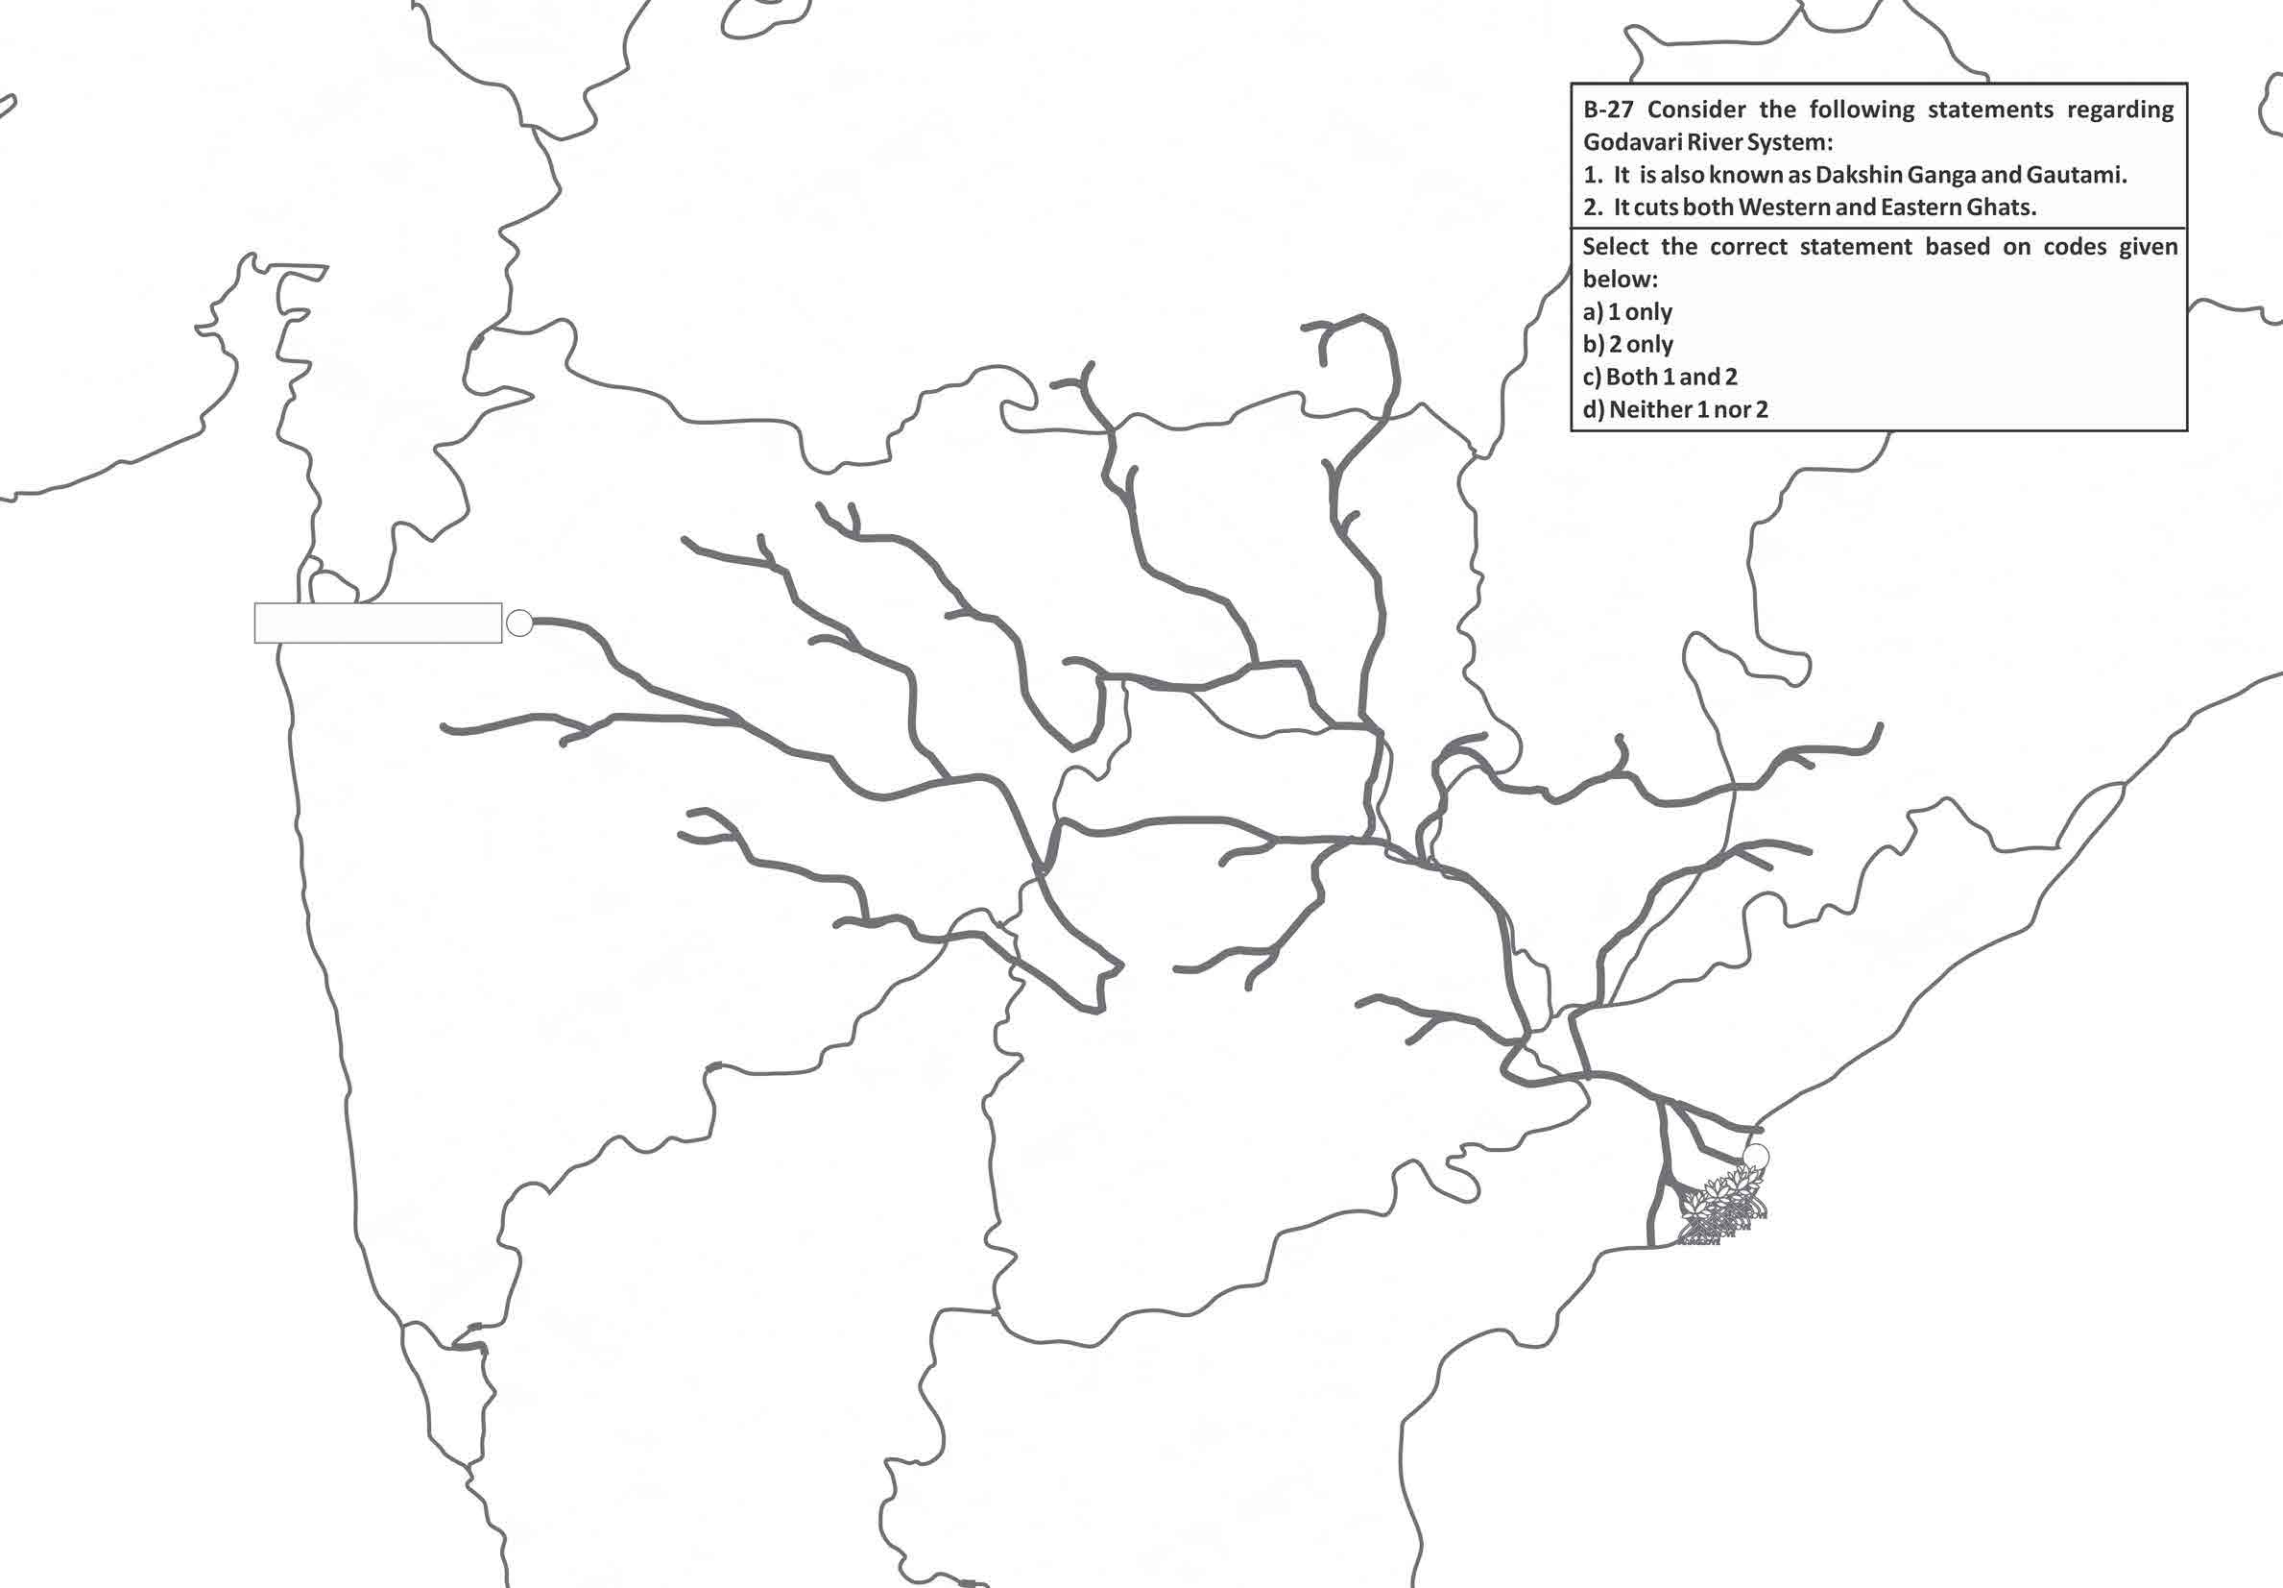 B-27 Consider the following statements regarding
Godavari River System:
1. It is also known as Dakshin Ganga and Gautami.
2. It cuts both Western and Eastern Ghats.
Select the correct statement based on codes given
below:
a) 1 only
b) 2 only
c) Both 1 and 2
d) Neither 1 nor 2